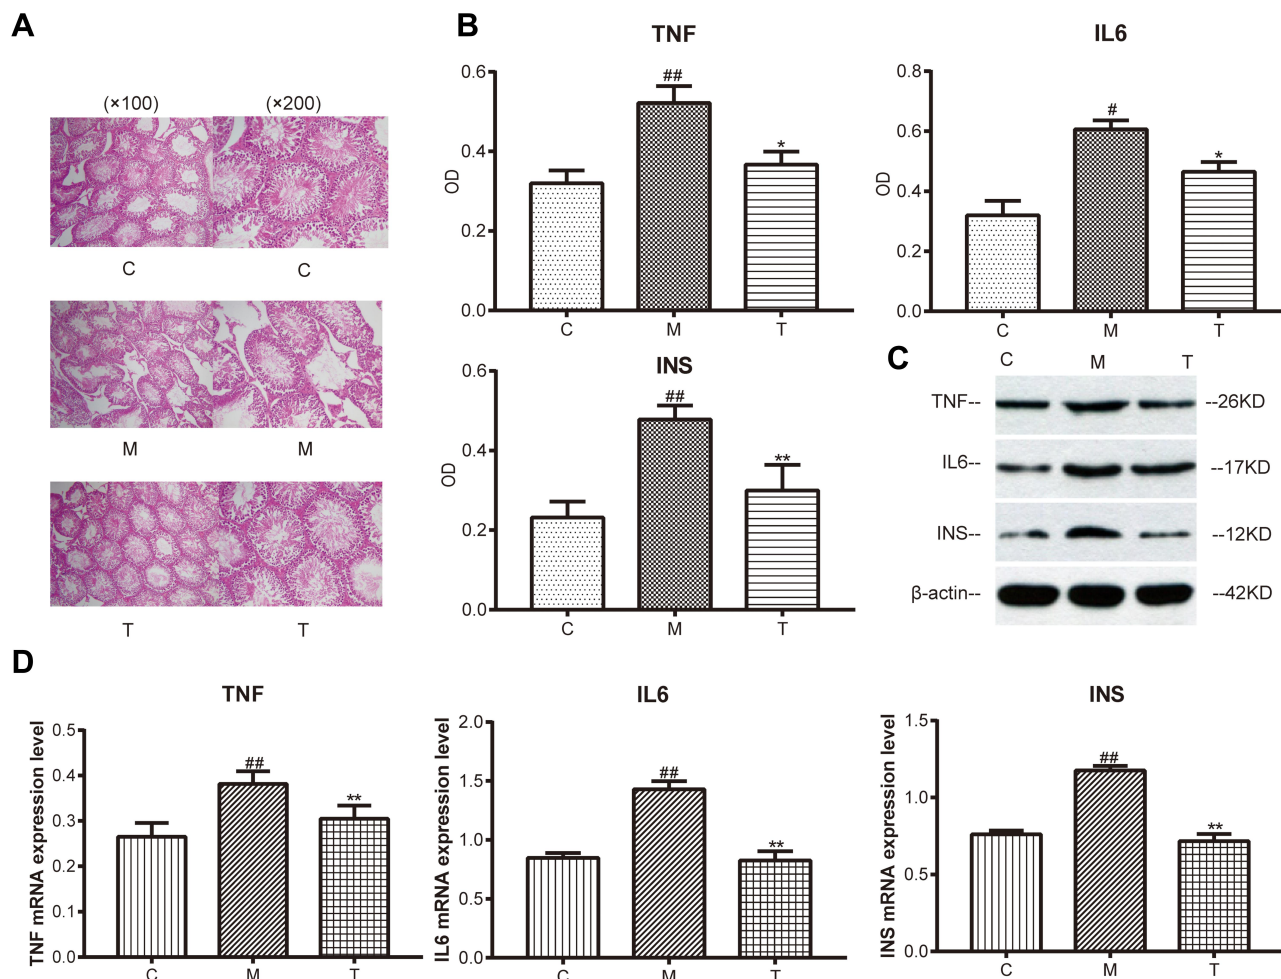 A
(×100) (×200)
C C
M M
T T
B
TNF
0.6
0.4
0.2
0.0
OD
##
*
C M T
IL6
0.8
0.6
0.4
0.2
0.0
OD
#
*
C M T
INS
0.6
0.4
0.2
0.0
OD
##
**
C M T
C
C M T
TNF-- --26KD
IL6-- --17KD
INS-- --12KD
β-actin-- --42KD
D
TNF
TNF mRNA expression level
0.5
0.4
0.3
0.2
0.1
0.0
##
**
C M T
IL6
IL6 mRNA expression level
2.0
1.5
1.0
0.5
0.0
##
**
C M T
INS
INS mRNA expression level
1.5
1.0
0.5
0.0
##
**
C M T